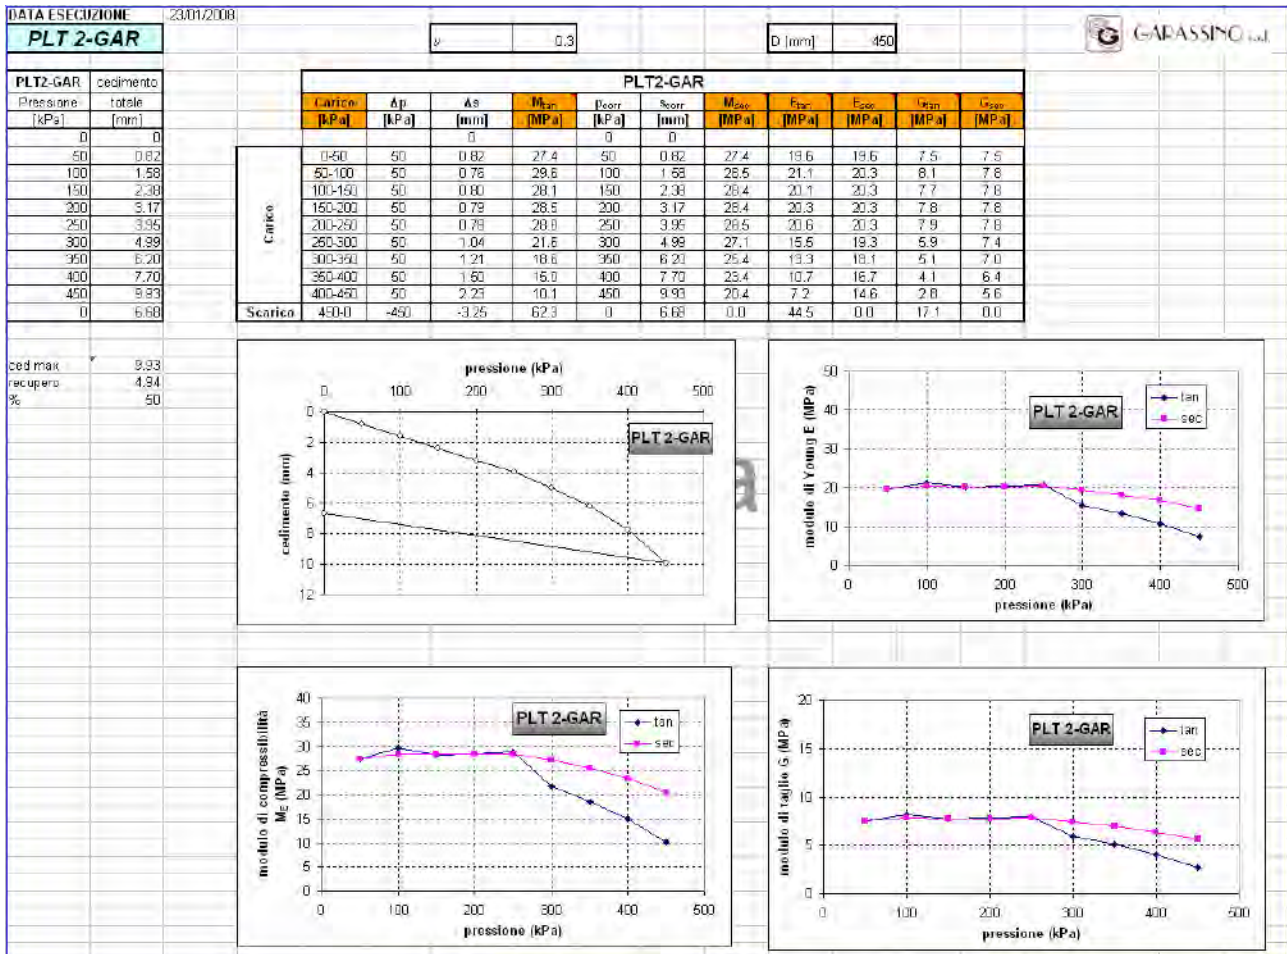 DATA ESECUZIONE 23/01/2008
PLT 2-GAR
ν 0.3
D [mm] 450
GARASSINO s.r.l.
PLT2-GAR cedimento
Pressione totale
[kPa] [mm]
0 0
50 0.82
100 1.58
150 2.38
200 3.17
250 3.95
300 4.99
350 6.20
400 7.70
450 9.93
0 6.68
PLT2-GAR
Carico Δp Δs Mtan pcorr scorr Msec Etan Esec Gtan Gsec
[kPa] [kPa] [mm] [MPa] [kPa] [mm] [MPa] [MPa] [MPa] [MPa] [MPa]
0 0 0
Carico
0-50 50 0.82 27.4 50 0.82 27.4 19.6 19.6 7.5 7.5
50-100 50 0.76 29.6 100 1.58 28.5 21.1 20.3 8.1 7.8
100-150 50 0.80 28.1 150 2.38 28.4 20.1 20.3 7.7 7.8
150-200 50 0.79 28.5 200 3.17 28.4 20.3 20.3 7.8 7.8
200-250 50 0.78 28.8 250 3.95 28.5 20.6 20.3 7.9 7.8
250-300 50 1.04 21.6 300 4.99 27.1 15.5 19.3 5.9 7.4
300-350 50 1.21 18.6 350 6.20 25.4 13.3 18.1 5.1 7.0
350-400 50 1.50 15.0 400 7.70 23.4 10.7 16.7 4.1 6.4
400-450 50 2.23 10.1 450 9.93 20.4 7.2 14.6 2.8 5.6
Scarico 450-0 -450 -3.25 62.3 0 6.68 0.0 44.5 0.0 17.1 0.0
ced max 9.93
recupero 4.94
% 50
pressione (kPa)
0 100 200 300 400 500
0
2
4
6
8
10
12
cedimento (mm)
PLT 2-GAR
a
50
40
30
20
10
0
modulo di Young E (MPa)
PLT 2-GAR
tan
sec
0 100 200 300 400 500
pressione (kPa)
40
35
30
25
20
15
10
5
0
modulo di compressibilità
ME (MPa)
PLT 2-GAR
tan
sec
0 100 200 300 400 500
pressione (kPa)
20
15
10
5
0
modulo di taglio G (MPa)
PLT 2-GAR
tan
sec
0 100 200 300 400 500
pressione (kPa)